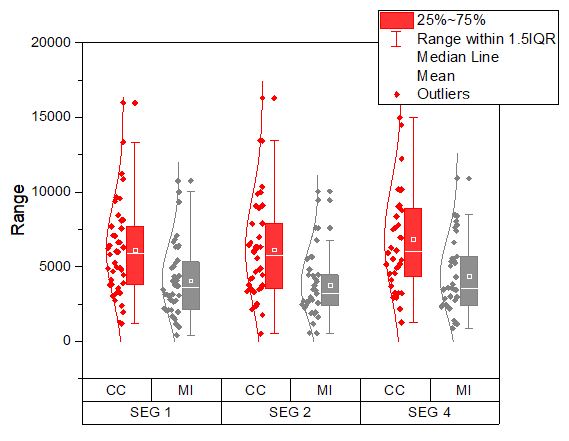 25%~75%
Range within 1.5IQR
Median Line
Mean
Outliers
20000
15000
10000
5000
0
Range
CC MI CC MI CC MI
SEG 1 SEG 2 SEG 4